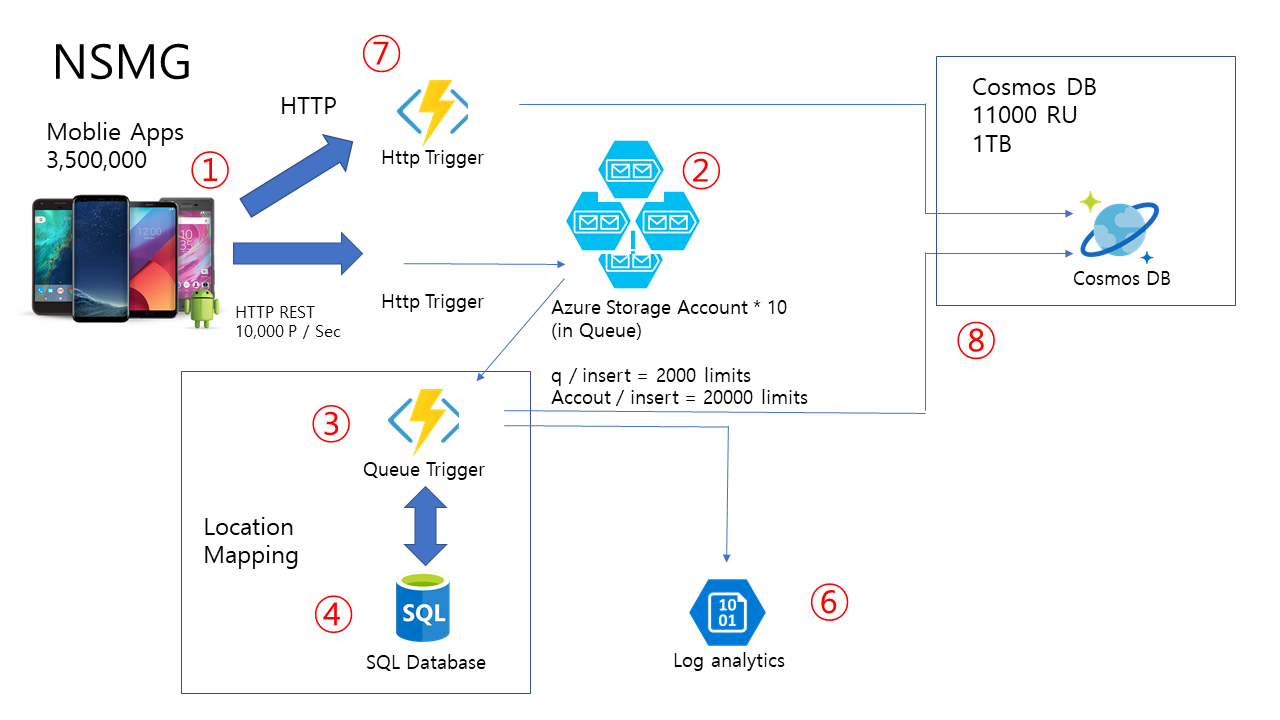 NSMG
Moblie Apps
3,500,000
①
HTTP
⑦
Http Trigger
HTTP REST
10,000 P / Sec
Http Trigger
②
Azure Storage Account * 10
(in Queue)
q / insert = 2000 limits
Accout / insert = 20000 limits
Cosmos DB
11000 RU
1TB
Cosmos DB
⑧
③
Queue Trigger
Location
Mapping
④
SQL
SQL Database
10
01
⑥
Log analytics